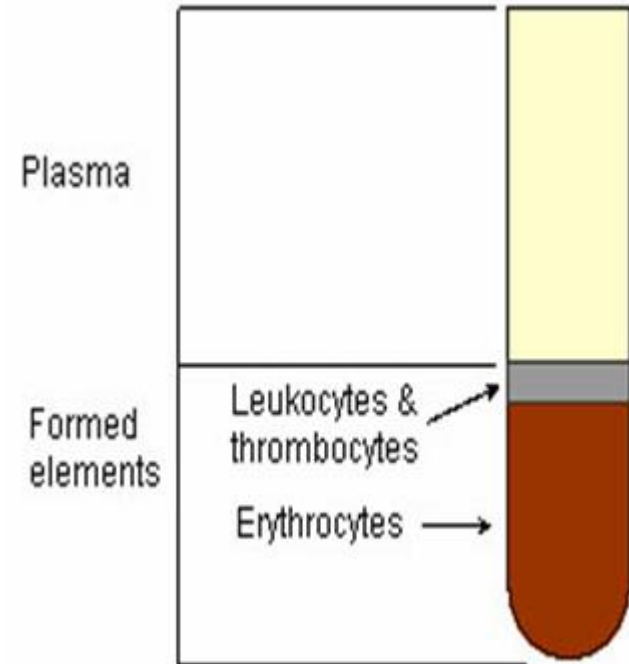 Plasma
Formed
elements
Leukocytes &
thrombocytes
Erythrocytes